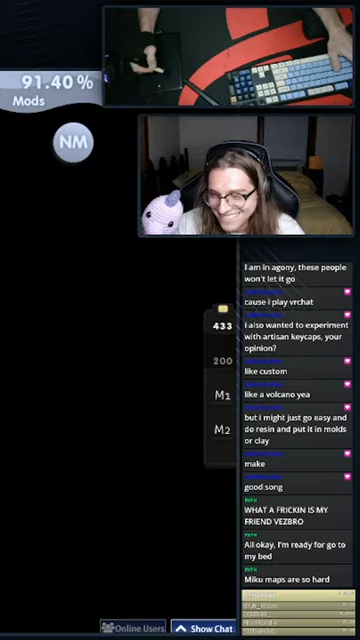 91.40 %
Mods
NM
433
200
M1
M2
I am in agony, these people
won't let it go
cause i play vrchat
i also wanted to experiment
with artisan keycaps, your
opinion?
like custom
like a volcano yea
but i might just go easy and
do resin and put it in molds
or clay
make
good song
WHAT A FRICKIN IS MY
FRIEND VEZBRO
All okay, I'm ready for go to
my bed
Miku maps are so hard
Online Users
Show Chat